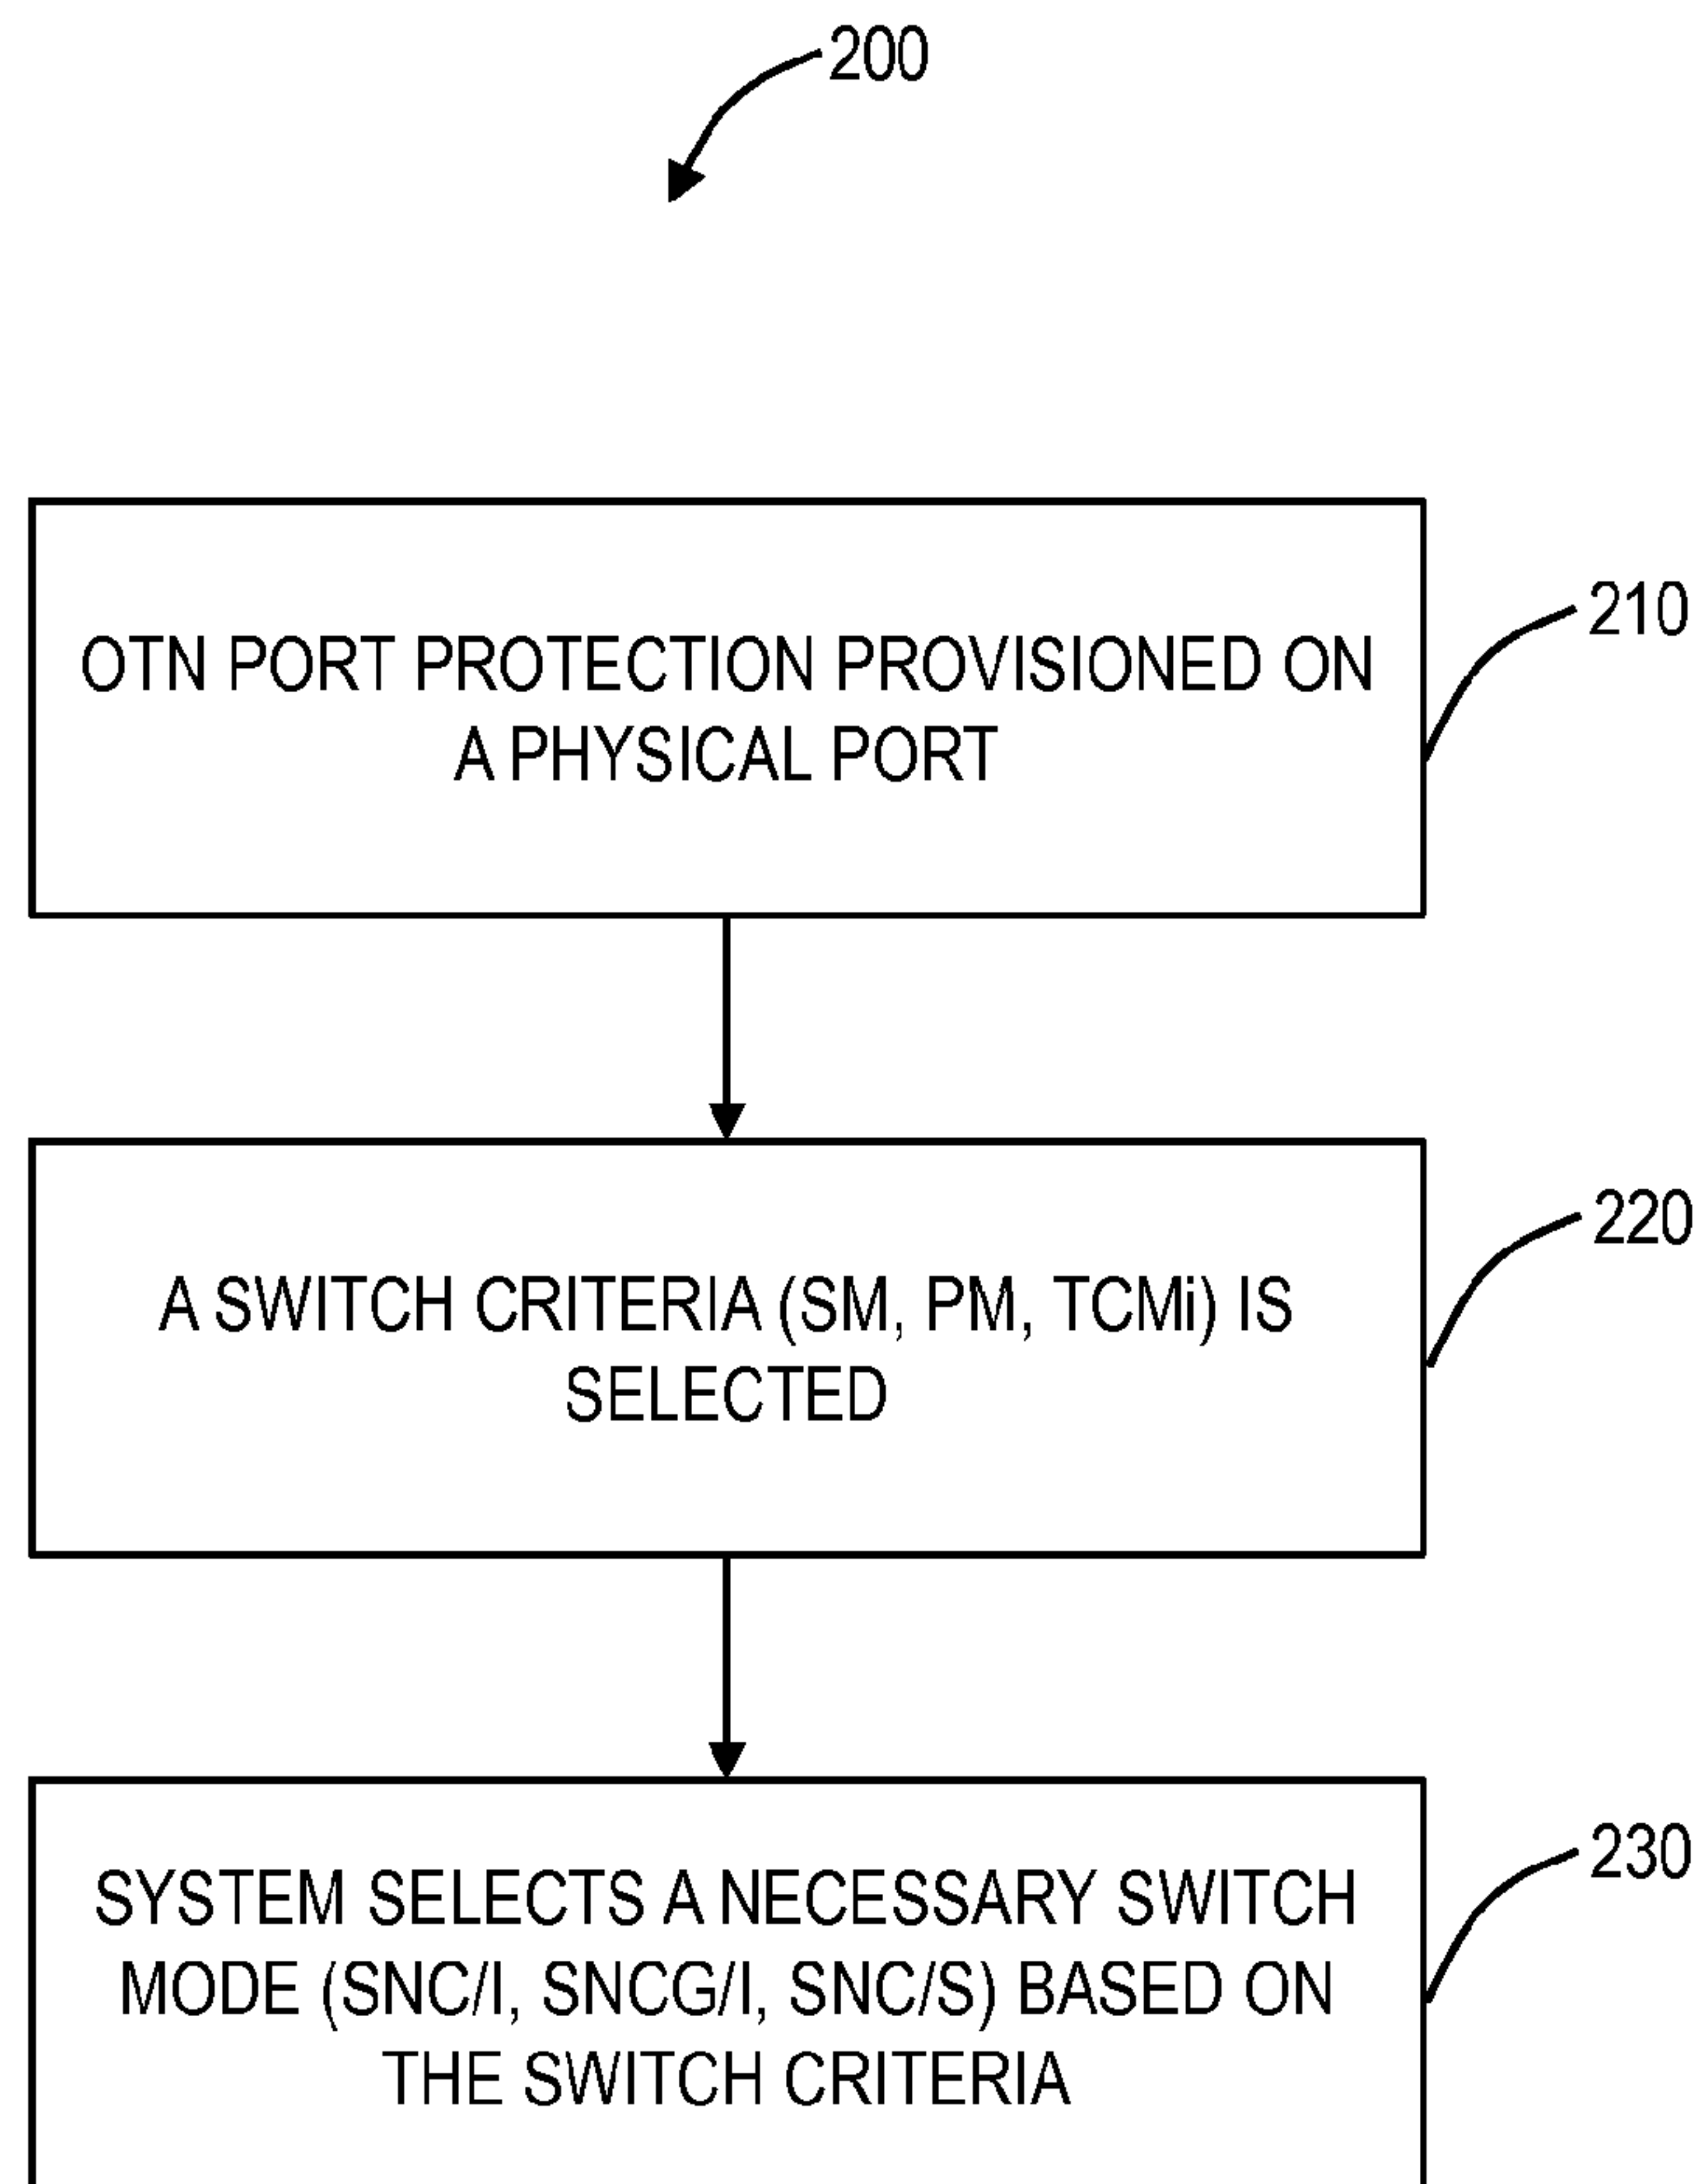 200
OTN PORT PROTECTION PROVISIONED ON
A PHYSICAL PORT
210
A SWITCH CRITERIA (SM, PM, TCMi) IS
SELECTED
220
SYSTEM SELECTS A NECESSARY SWITCH
MODE (SNC/I, SNCG/I, SNC/S) BASED ON
THE SWITCH CRITERIA
230